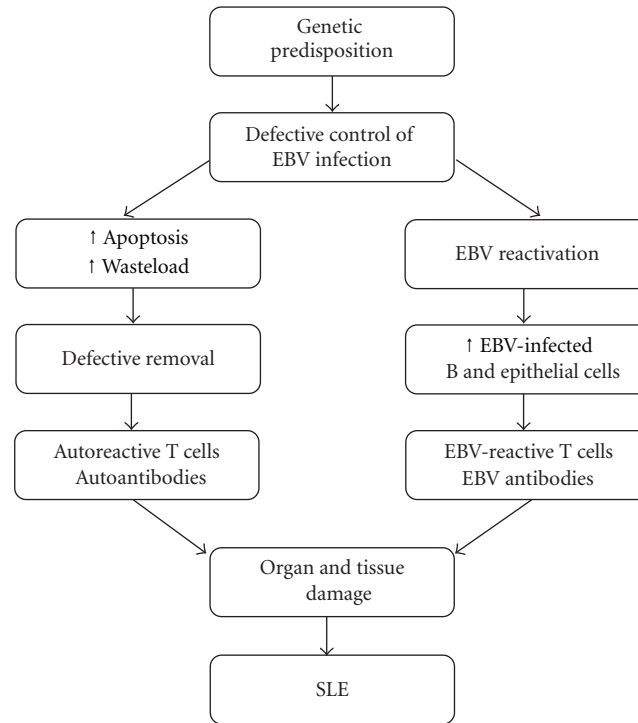 Genetic
predisposition
Defective control of
EBV infection
↑ Apoptosis
↑ Wasteload
EBV reactivation
Defective removal
↑ EBV-infected
B and epithelial cells
Autoreactive T cells
Autoantibodies
EBV-reactive T cells
EBV antibodies
Organ and tissue
damage
SLE